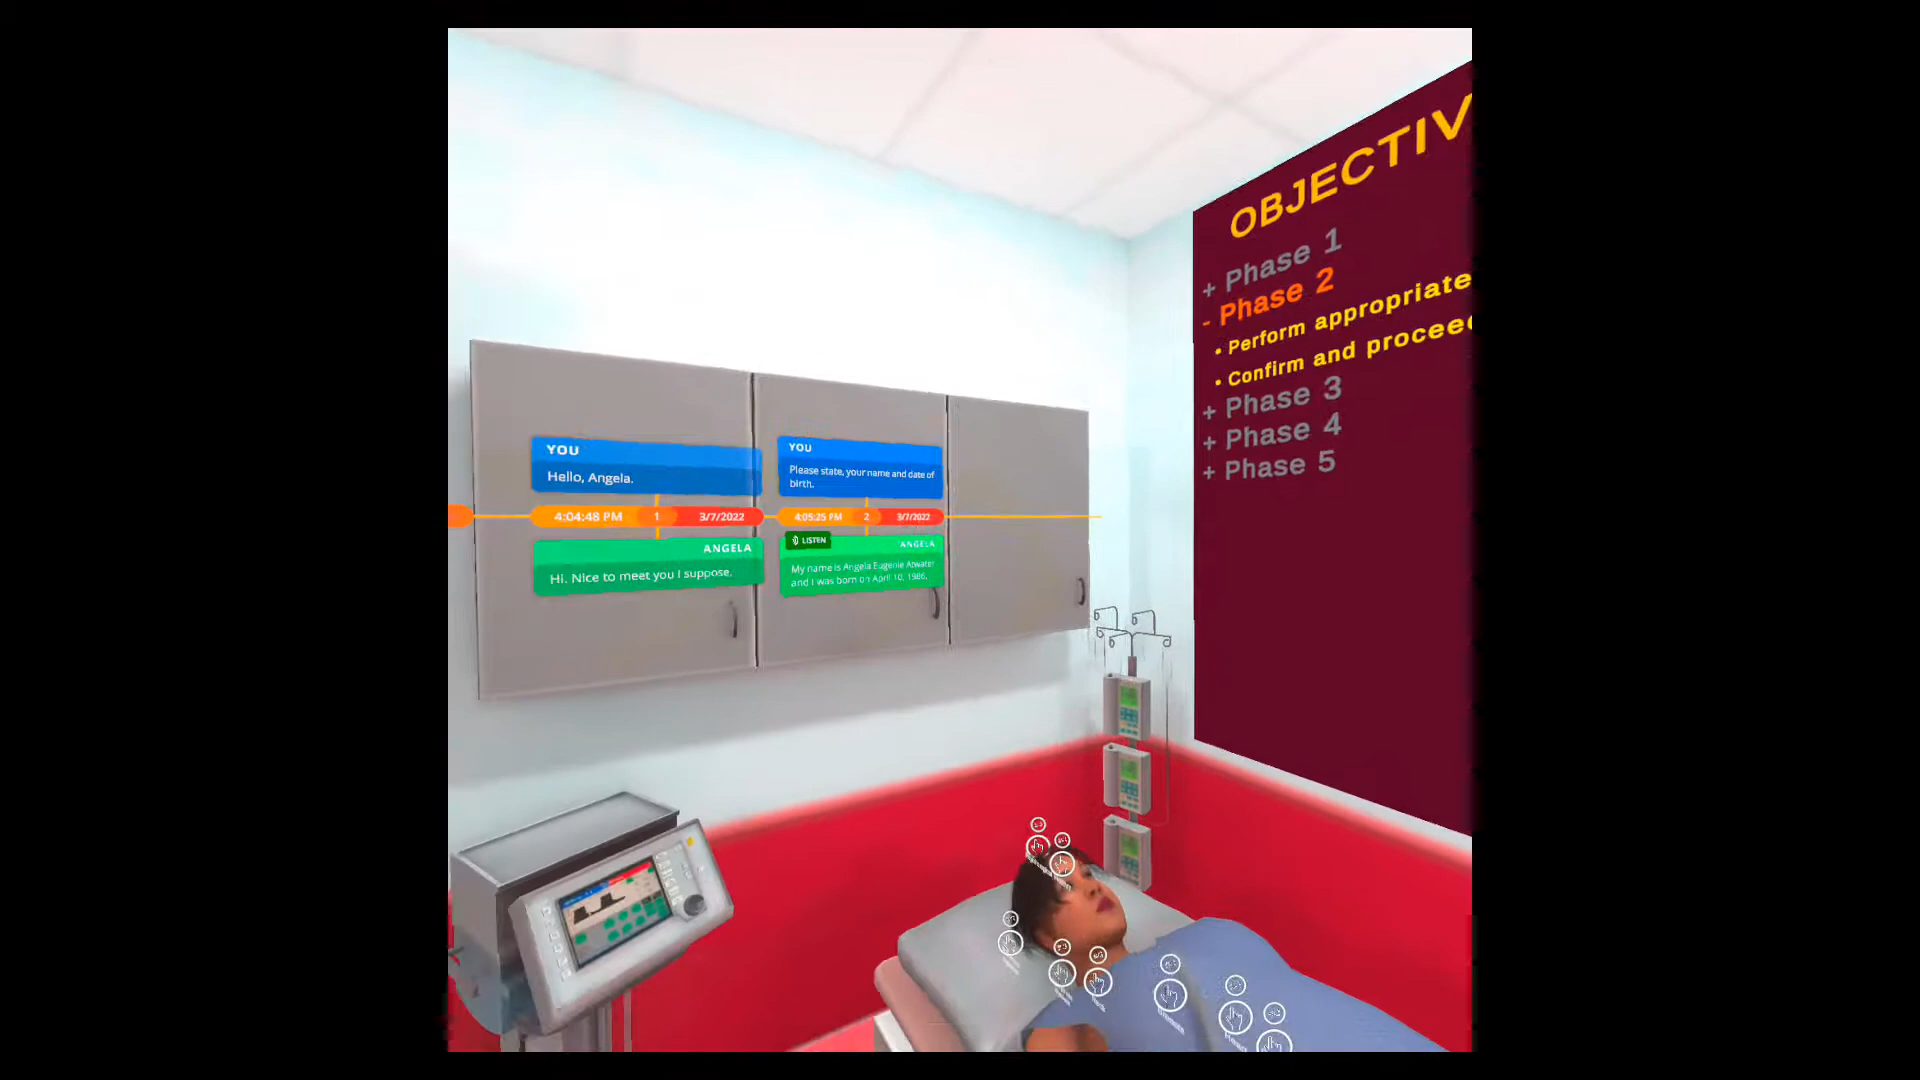 OBJECTIV
+ Phase 1
- Phase 2
• Perform appropriate
• Confirm and proceed
+ Phase 3
+ Phase 4
+ Phase 5
YOU
Hello, Angela.
4:04:48 PM 1 3/7/2022
ANGELA
Hi. Nice to meet you I suppose.
YOU
Please state, your name and date of
birth.
4:05:25 PM 2 3/7/2022
LISTEN
ANGELA
My name is Angela Eugenie Atwater
and I was born on April 10, 1986.